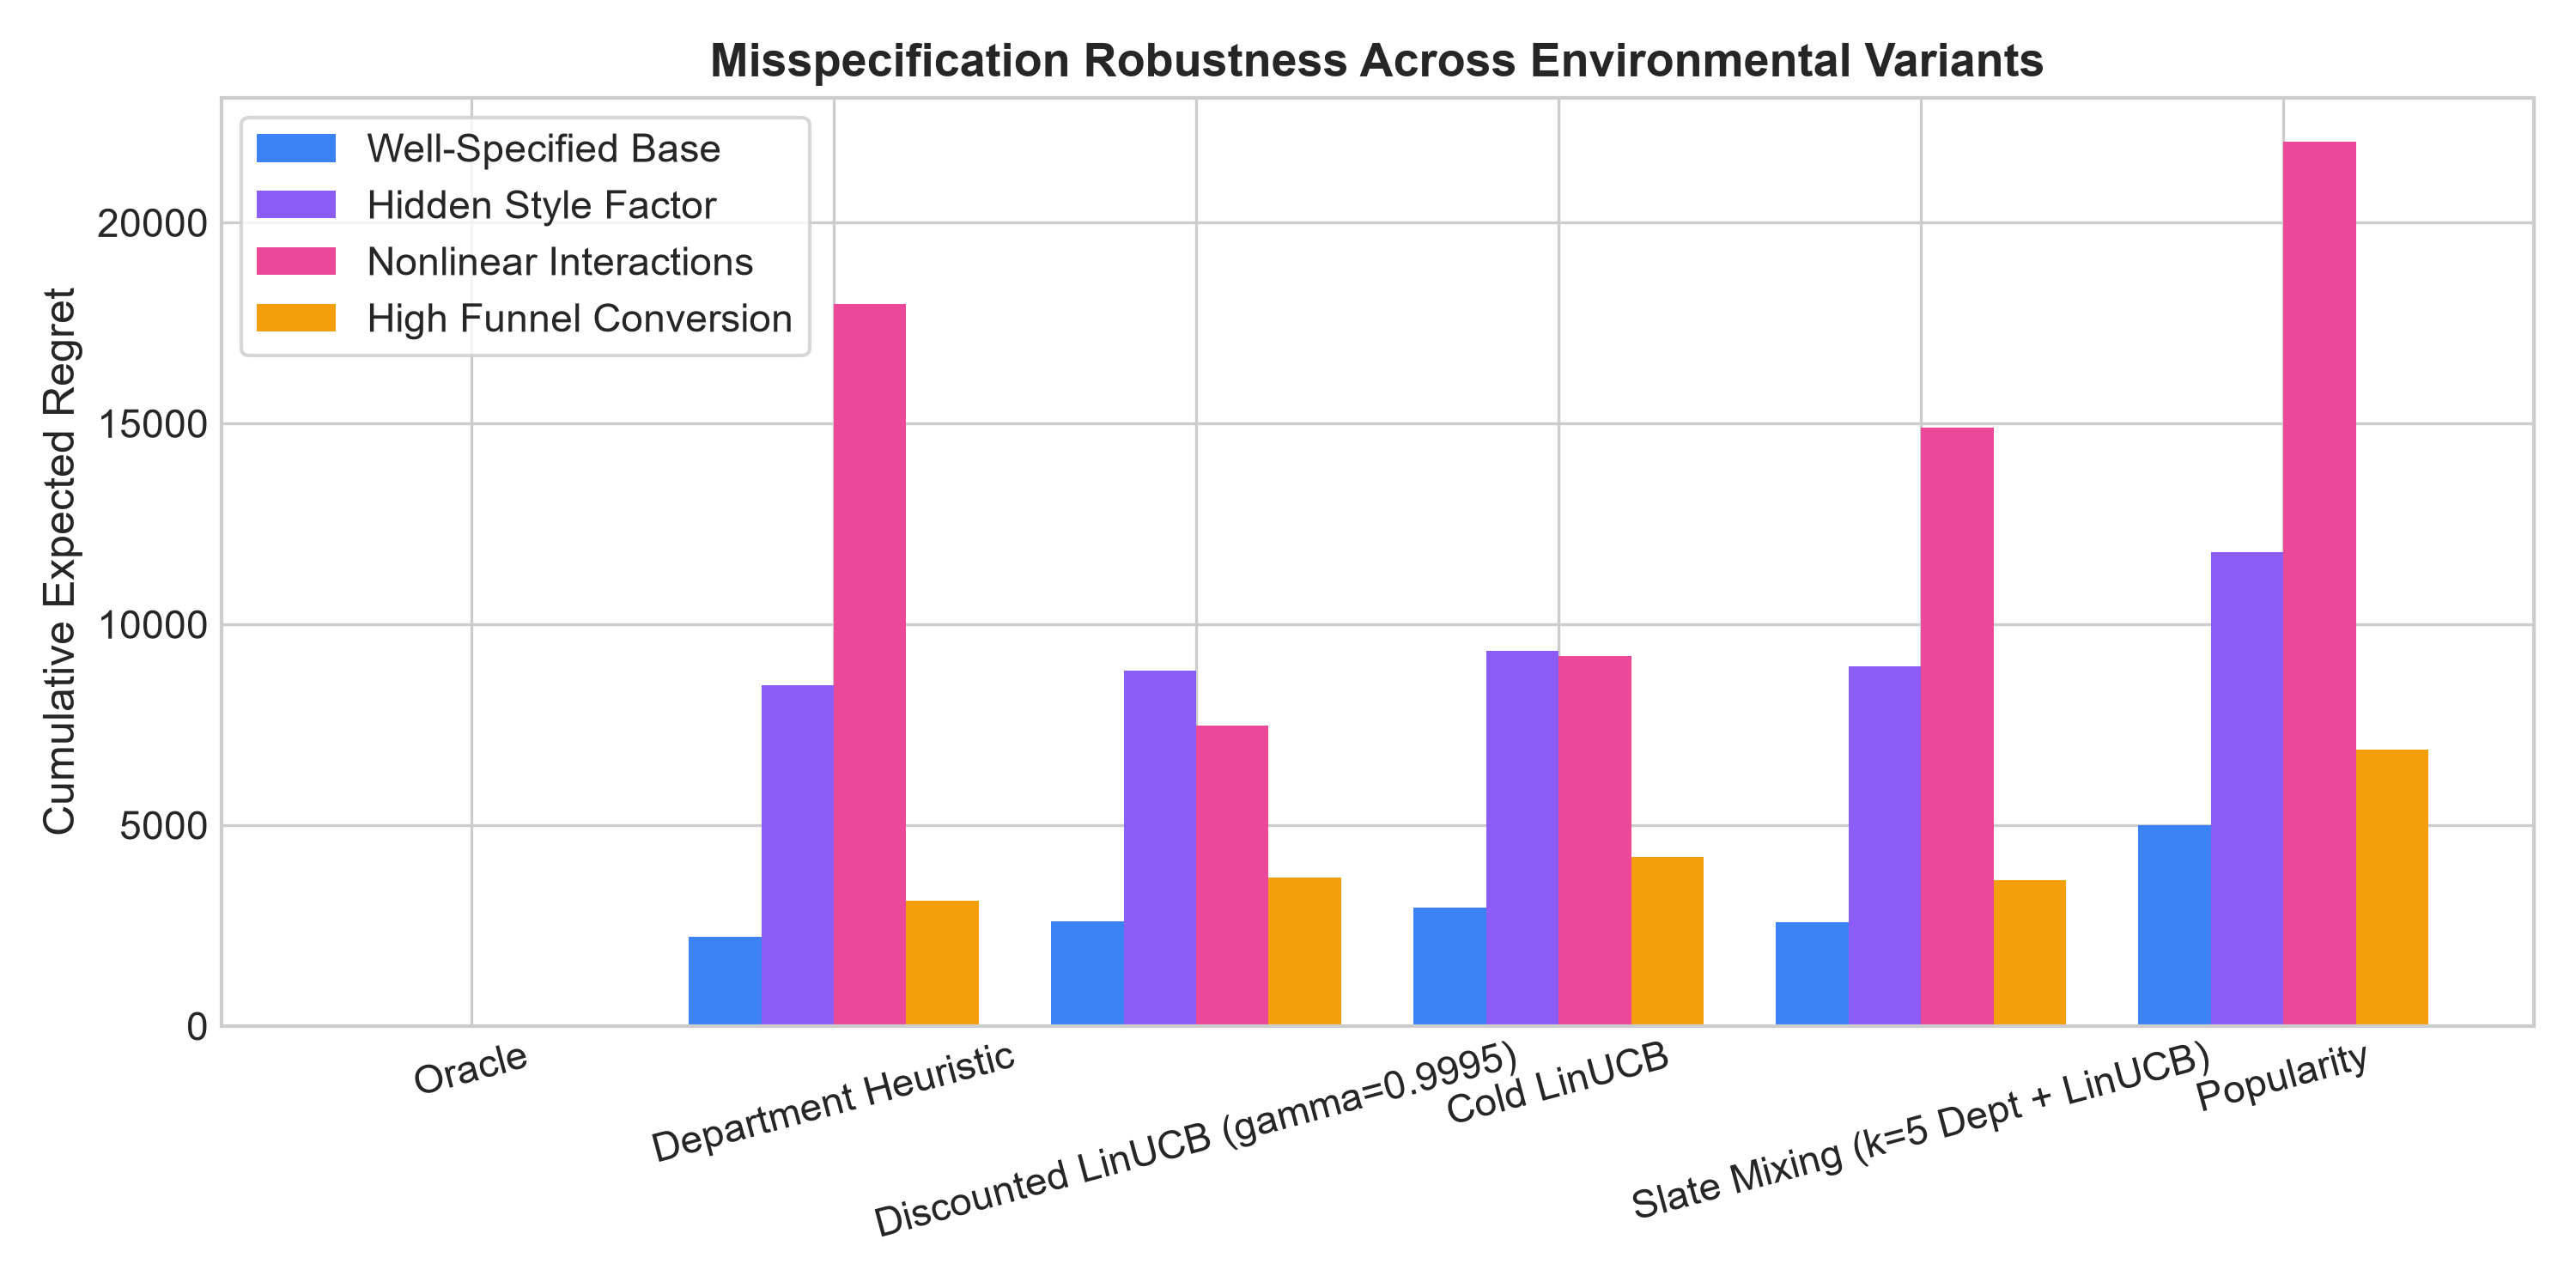 Misspecification Robustness Across Environmental Variants
Well-Specified Base
Hidden Style Factor
Nonlinear Interactions
High Funnel Conversion
Cumulative Expected Regret
20000
15000
10000
5000
0
Oracle
Department Heuristic
Discounted LinUCB (gamma=0.9995)
Cold LinUCB
Slate Mixing (k=5 Dept + LinUCB)
Popularity